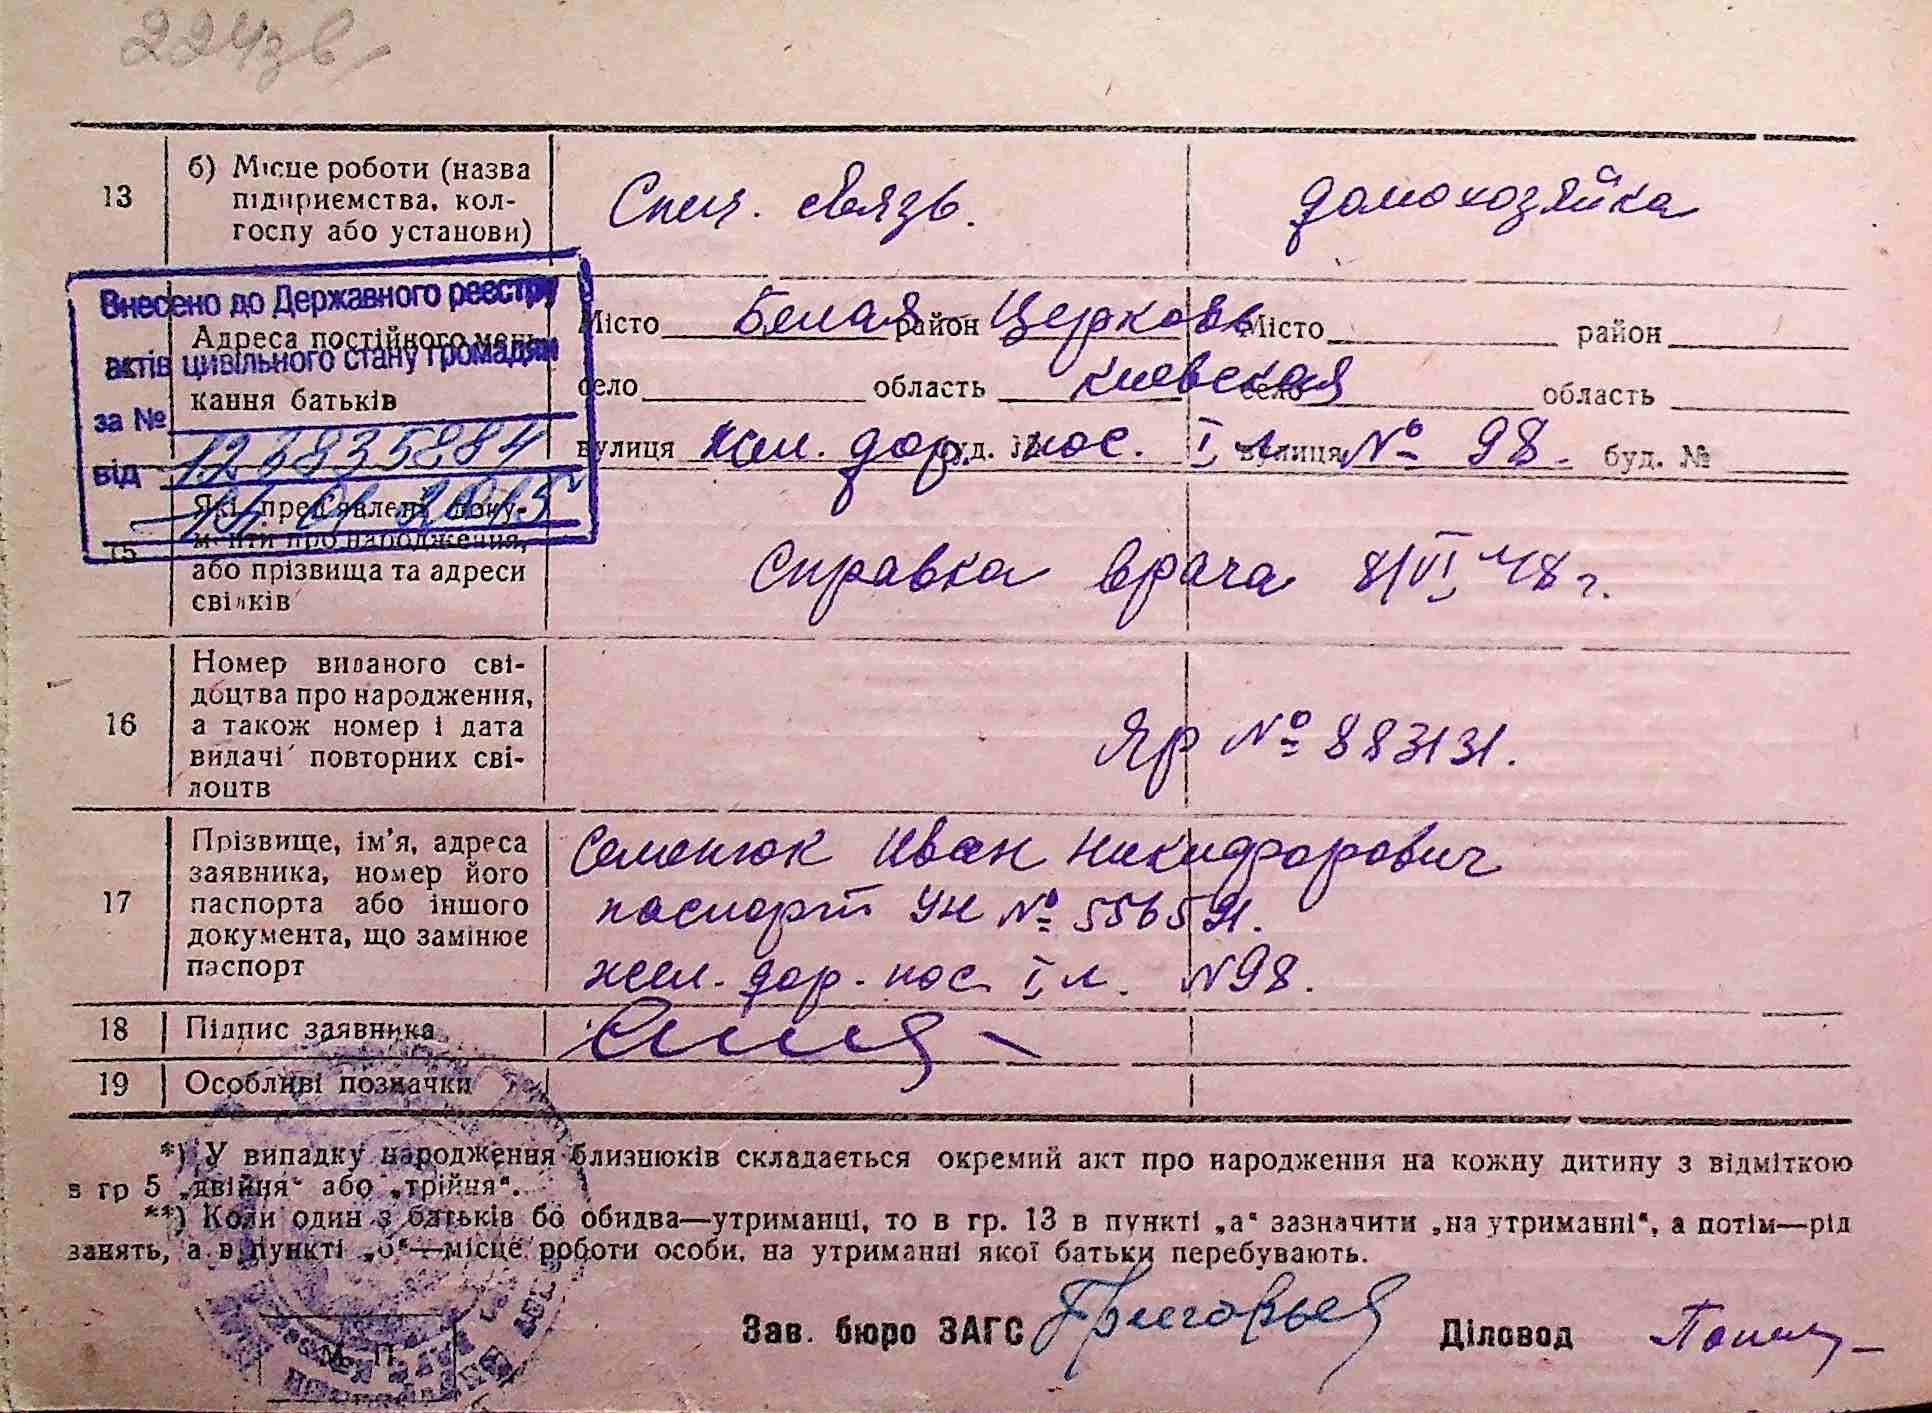 224зв
13
б) Місце роботи (назва
підприємства, кол-
госпу або установи)
Спец. связь.
домохозяйка
Внесено до Державного реєстру
актів цивільного стану громадян
за №
від
Адреса постійного меш-
кання батьків
Місто Белая район Церковь Місто район
село область киевская село область
вулиця жел. дор. буд. № пос. I л. вулиця № 98. буд. №
15
Які пред'явлені доку-
менти про народження,
або прізвища та адреси
свідків
Справка врача 8/VI 48 г.
16
Номер виданого сві-
доцтва про народження,
а також номер і дата
видачі повторних сві-
доцтв
Яр № 883131.
17
Прізвище, ім'я, адреса
заявника, номер його
паспорта або іншого
документа, що замінює
паспорт
Семенюк Иван Никифорович
паспорт УН № 556591.
жел. дор. пос. I л. N98.
18 Підпис заявника
19 Особливі позначки
*) У випадку народження близнюків складається окремий акт про народження на кожну дитину з відміткою
в гр 5 „двійня“ або „трійня“.
**) Коли один з батьків бо обидва—утриманці, то в гр. 13 в пункті „а“ зазначити „на утриманні“, а потім—рід
занять, а в пункті „б“—місце роботи особи, на утриманні якої батьки перебувають.
Зав. бюро ЗАГС Діловод
М. П.